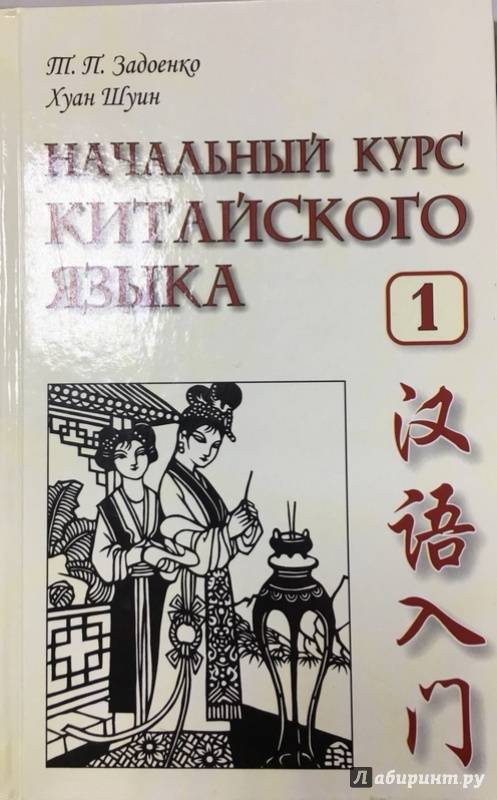 Т. П. Задоенко
Хуан Шуин
НАЧАЛЬНЫЙ КУРС
КИТАЙСКОГО
ЯЗЫКА
1
汉语入门
Лабиринт.ру